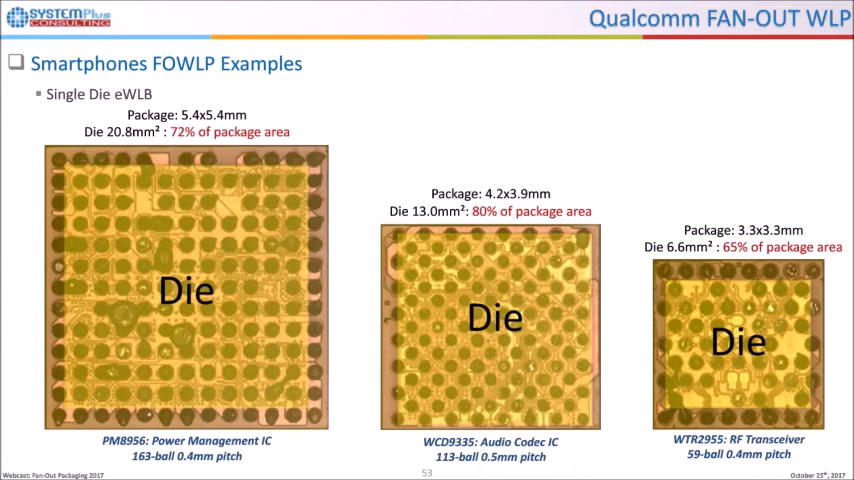 SYSTEMPlus
CONSULTING
Qualcomm FAN-OUT WLP
Smartphones FOWLP Examples
Single Die eWLB
Package: 5.4x5.4mm
Die 20.8mm² : 72% of package area
Die
PM8956: Power Management IC
163-ball 0.4mm pitch
Package: 4.2x3.9mm
Die 13.0mm²: 80% of package area
Die
WCD9335: Audio Codec IC
113-ball 0.5mm pitch
Package: 3.3x3.3mm
Die 6.6mm² : 65% of package area
Die
WTR2955: RF Transceiver
59-ball 0.4mm pitch
Webcast: Fan-Out Packaging 2017
53
October 25th, 2017